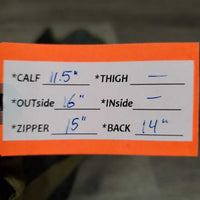 *CALF 11.5" *THIGH —
*OUTside 16" *INside —
*ZIPPER 15" *BACK 14"